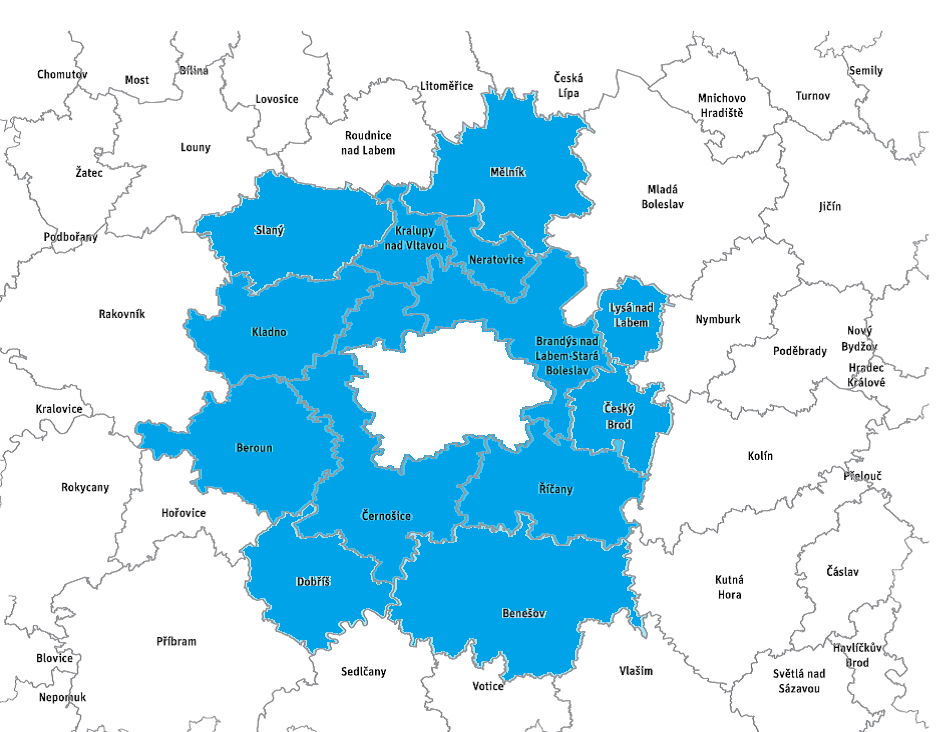 Chomutov
Most
Bílina
Lovosice
Litoměřice
Česká
Lípa
Semily
Mnichovo
Hradiště
Turnov
Roudnice
nad Labem
Louny
Žatec
Mělník
Mladá
Boleslav
Jičín
Podbořany
Slaný
Kralupy
nad Vltavou
Neratovice
Rakovník
Kladno
Lysá nad
Labem
Nymburk
Brandýs nad
Labem-Stará
Boleslav
Poděbrady
Nový
Bydžov
Hradec
Králové
Kralovice
Český
Brod
Beroun
Kolín
Rokycany
Říčany
Přelouč
Hořovice
Černošice
Dobříš
Kutná
Hora
Čáslav
Benešov
Příbram
Blovice
Sedlčany
Vlašim
Havlíčkův
Brod
Světlá nad
Sázavou
Votice
Nepomuk